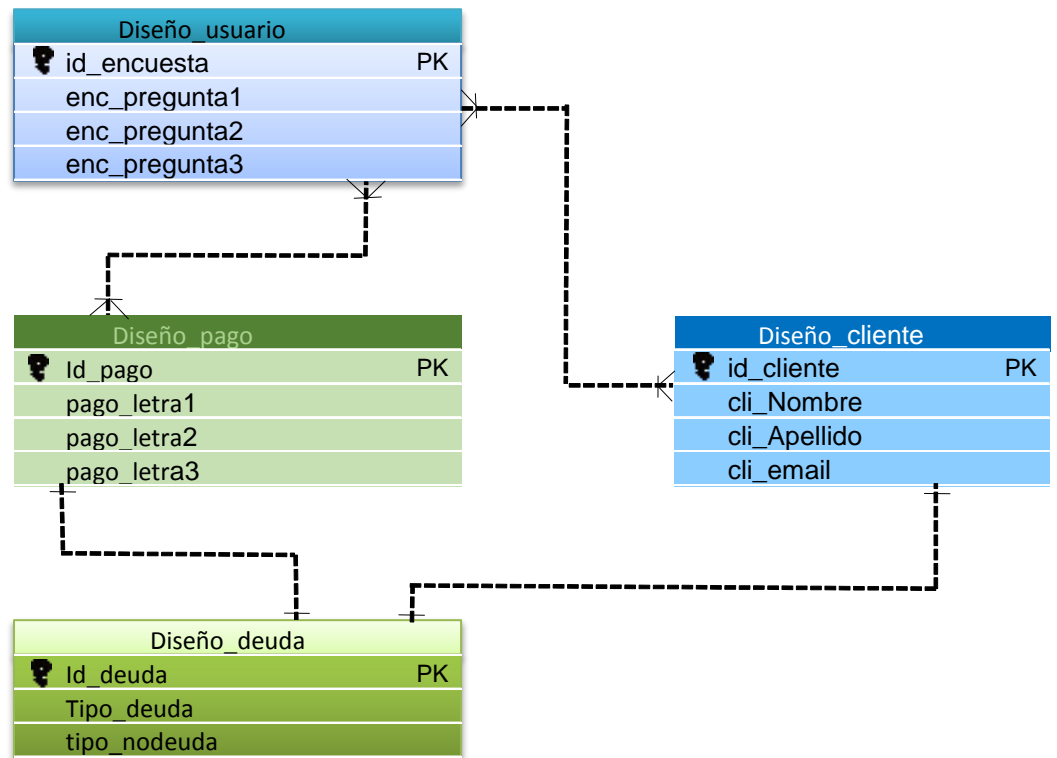 Diseño_usuario
id_encuesta PK
enc_pregunta1
enc_pregunta2
enc_pregunta3
Diseño_pago
Id_pago PK
pago_letra1
pago_letra2
pago_letra3
Diseño_cliente
id_cliente PK
cli_Nombre
cli_Apellido
cli_email
Diseño_deuda
Id_deuda PK
Tipo_deuda
tipo_nodeuda